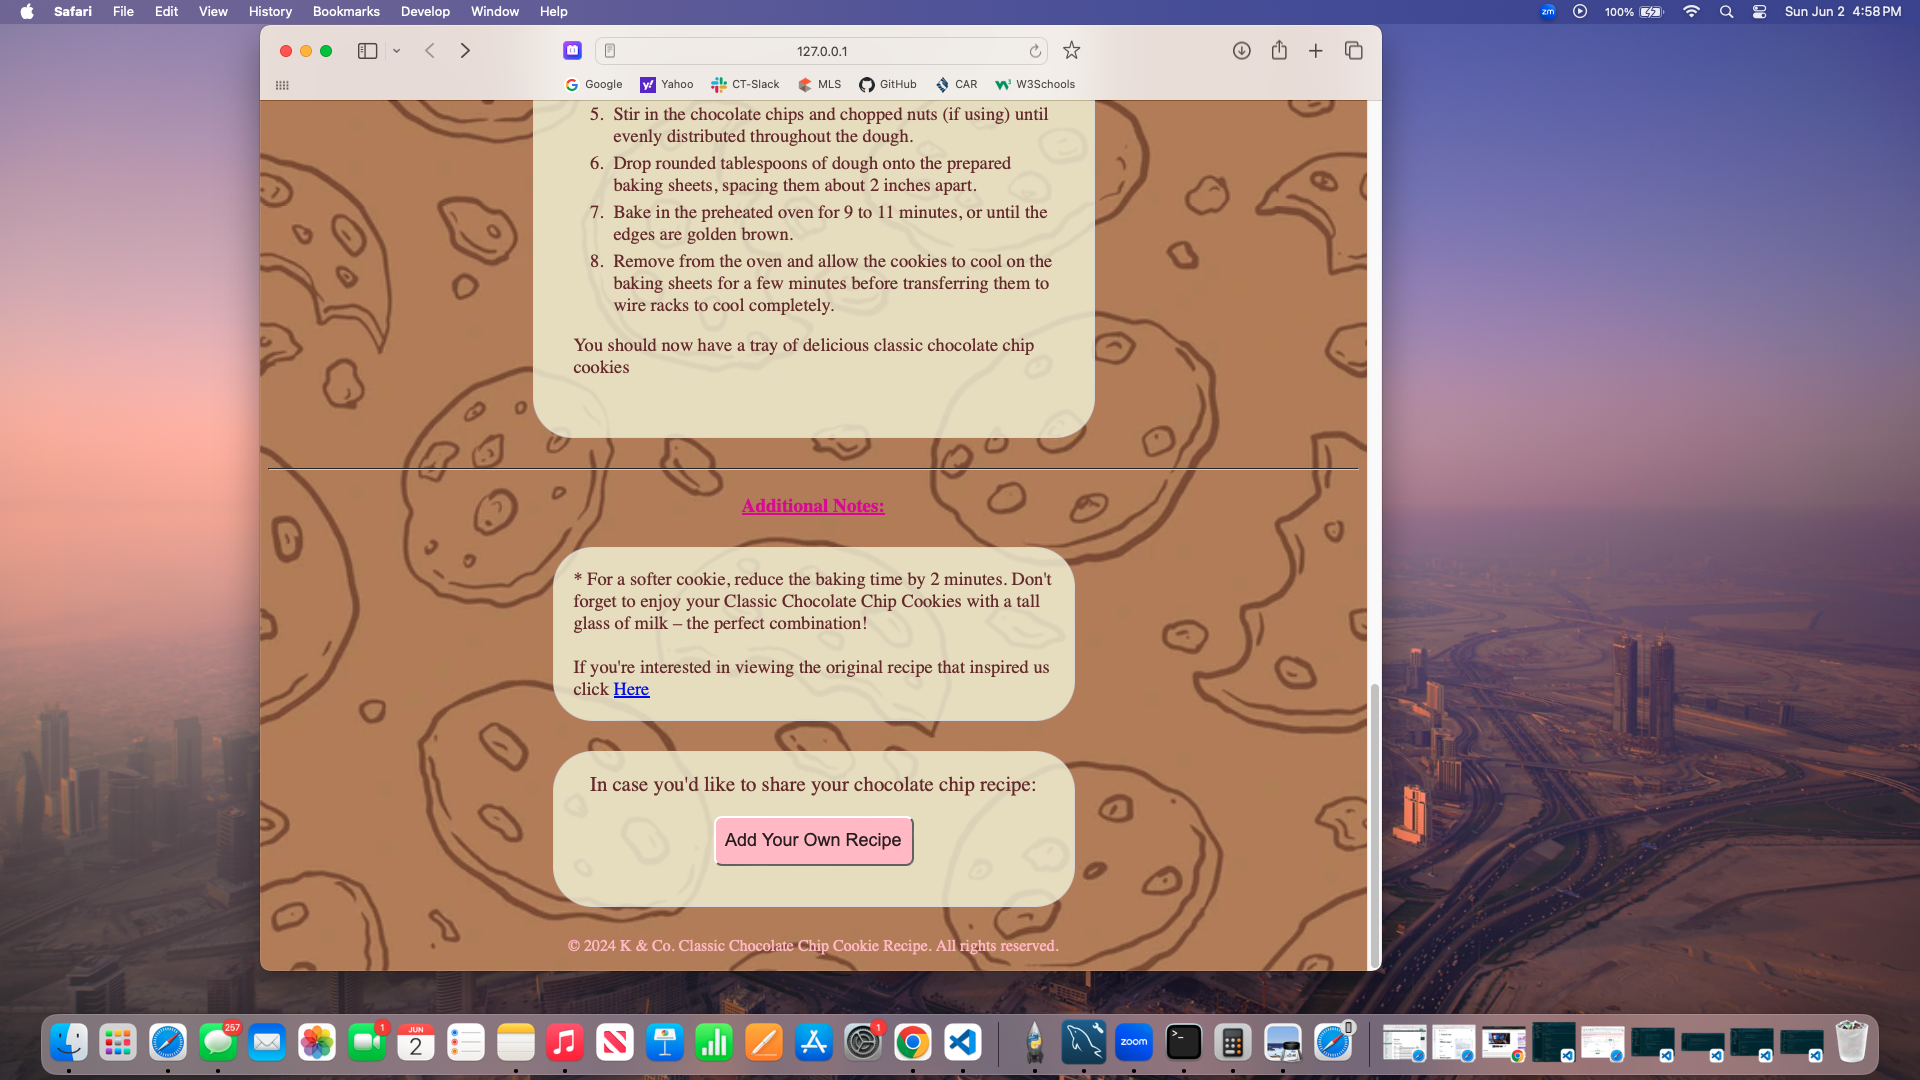 Safari File Edit View History Bookmarks Develop Window Help
zm 100% Sun Jun 2 4:58 PM
127.0.0.1
Google Yahoo CT-Slack MLS GitHub CAR W3Schools
5. Stir in the chocolate chips and chopped nuts (if using) until
evenly distributed throughout the dough.
6. Drop rounded tablespoons of dough onto the prepared
baking sheets, spacing them about 2 inches apart.
7. Bake in the preheated oven for 9 to 11 minutes, or until the
edges are golden brown.
8. Remove from the oven and allow the cookies to cool on the
baking sheets for a few minutes before transferring them to
wire racks to cool completely.
You should now have a tray of delicious classic chocolate chip
cookies
Additional Notes:
* For a softer cookie, reduce the baking time by 2 minutes. Don't
forget to enjoy your Classic Chocolate Chip Cookies with a tall
glass of milk – the perfect combination!
If you're interested in viewing the original recipe that inspired us
click Here
In case you'd like to share your chocolate chip recipe:
Add Your Own Recipe
© 2024 K & Co. Classic Chocolate Chip Cookie Recipe. All rights reserved.
257 1 JUN 2 1 zoom